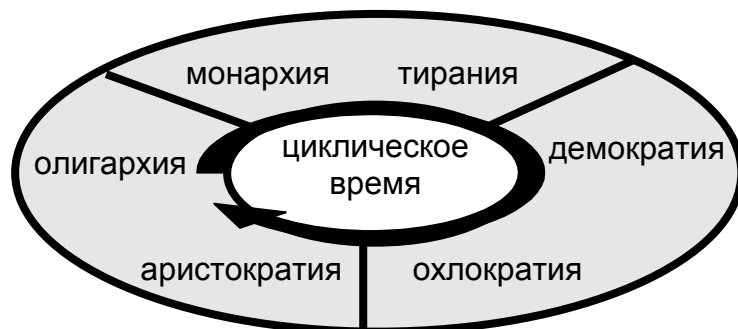 монархия тирания
олигархия
циклическое
время
демократия
аристократия
охлократия